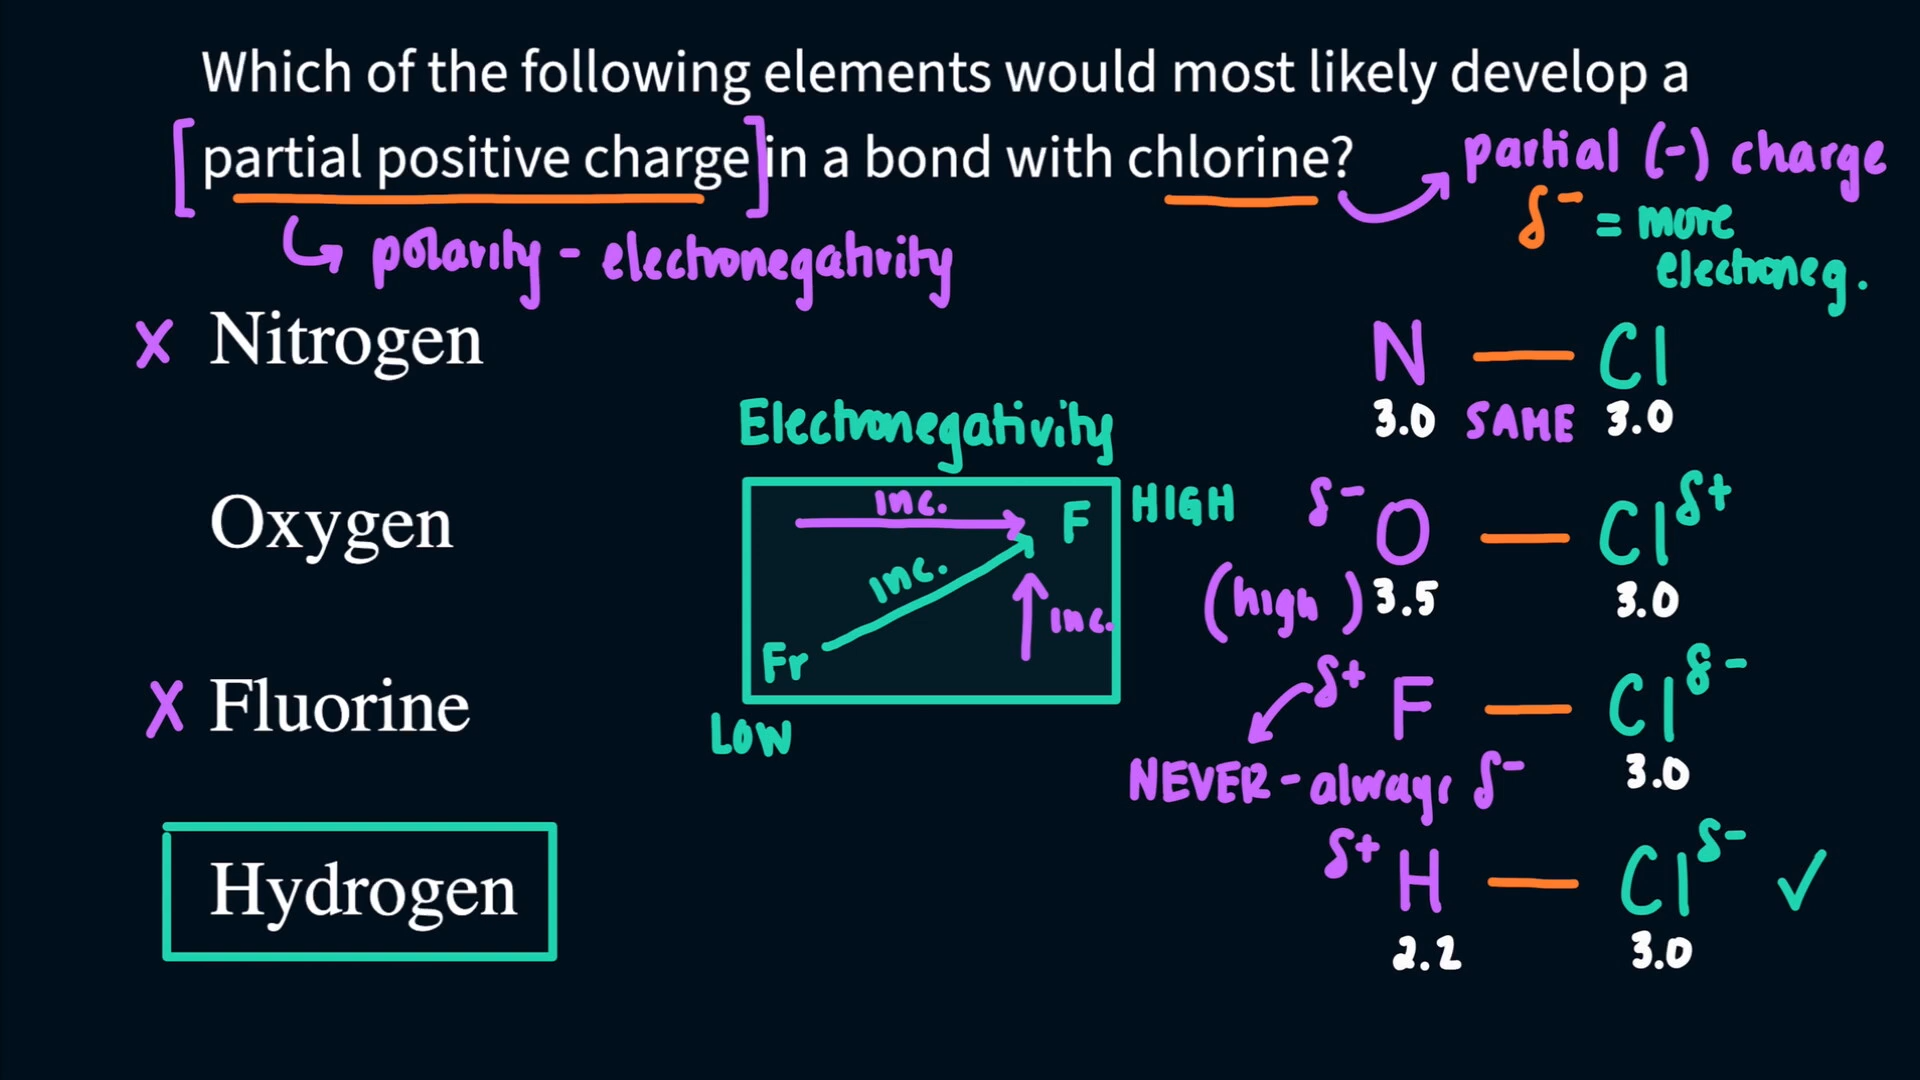 Which of the following elements would most likely develop a
[partial positive charge] in a bond with chlorine?
partial (-) charge
δ⁻ = more
electroneg.
polarity - electronegativity
X Nitrogen
N — Cl
3.0 SAME 3.0
Electronegativity
inc.
F
HIGH
inc.
inc.
Fr
LOW
Oxygen
δ⁻ O — Cl δ+
(high) 3.5 3.0
X Fluorine
δ+ F — Cl δ⁻
3.0
NEVER - always δ⁻
Hydrogen
δ+ H — Cl δ⁻ ✓
2.2 3.0